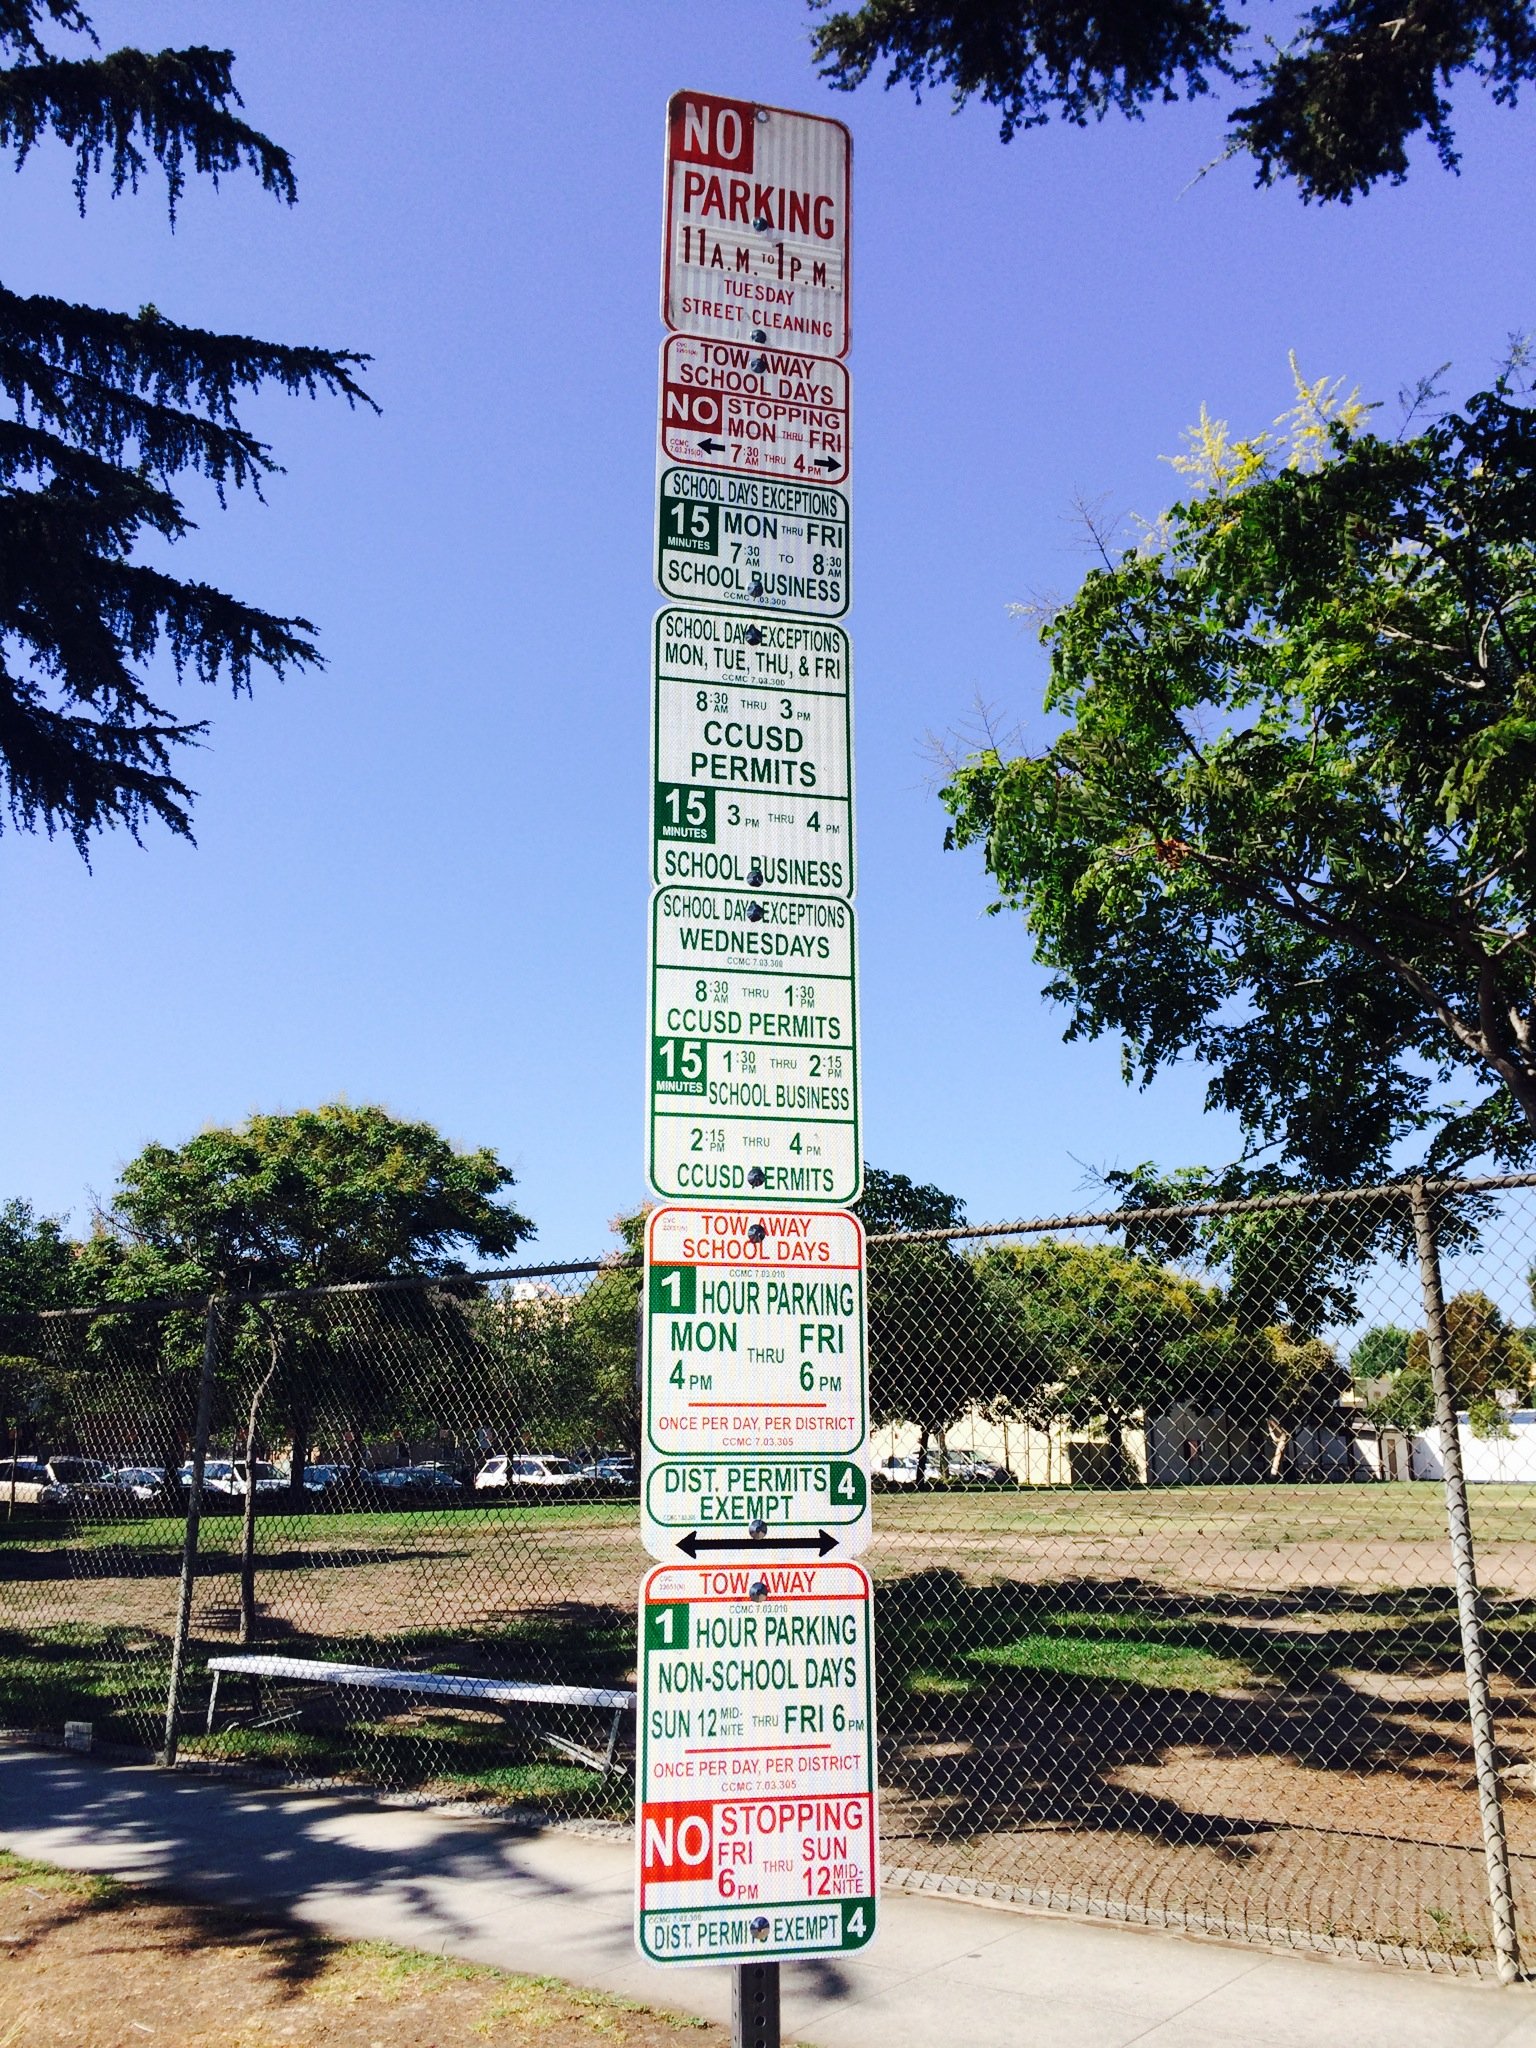 NO
PARKING
11 A.M. TO 1 P.M.
TUESDAY
STREET CLEANING
TOW AWAY
SCHOOL DAYS
NO STOPPING
MON THRU FRI
7:30 AM THRU 4 PM
CCMC
SCHOOL DAYS EXCEPTIONS
15 MINUTES
MON THRU FRI
7:30 AM TO 8:30 AM
SCHOOL BUSINESS
CCMC 7.03.300
SCHOOL DAYS EXCEPTIONS
MON, TUE, THU, & FRI
CCMC 7.03.300
8:30 AM THRU 3 PM
CCUSD
PERMITS
15 MINUTES
3 PM THRU 4 PM
SCHOOL BUSINESS
SCHOOL DAYS EXCEPTIONS
WEDNESDAYS
CCMC 7.03.300
8:30 AM THRU 1:30 PM
CCUSD PERMITS
15 MINUTES
1:30 PM THRU 2:15 PM
SCHOOL BUSINESS
2:15 PM THRU 4 PM
CCUSD PERMITS
CVC
TOW AWAY
SCHOOL DAYS
CCMC 7.03.010
1 HOUR PARKING
MON THRU FRI
4 PM 6 PM
ONCE PER DAY, PER DISTRICT
CCMC 7.03.305
DIST. PERMITS 4
EXEMPT
CVC
TOW AWAY
CCMC 7.03.010
1 HOUR PARKING
NON-SCHOOL DAYS
SUN 12 MID-NITE THRU FRI 6 PM
ONCE PER DAY, PER DISTRICT
CCMC 7.03.305
NO STOPPING
FRI THRU SUN
6 PM 12 MID-NITE
DIST. PERMITS EXEMPT 4